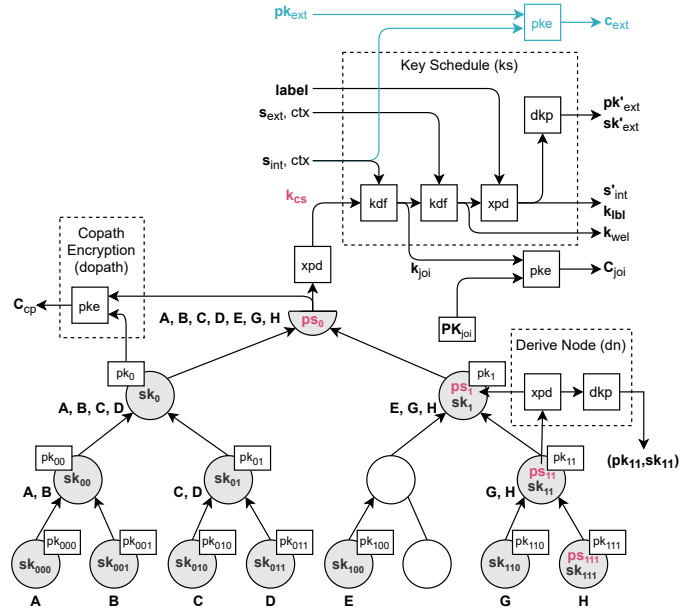 pk_ext
pke
c_ext
Key Schedule (ks)
label
dkp
pk'_ext
sk'_ext
s_ext, ctx
s_int, ctx
k_cs
kdf
kdf
xpd
s'_int
k_lbl
k_wel
Copath
Encryption
(dopath)
xpd
k_joi
pke
C_joi
C_cp
pke
A, B, C, D, E, G, H
ps_0
PK_joi
Derive Node (dn)
pk_0
sk_0
A, B, C, D
pk_1
ps_1
sk_1
E, G, H
xpd
dkp
(pk_11,sk_11)
pk_00
sk_00
A, B
pk_01
sk_01
C, D
pk_11
ps_11
sk_11
G, H
pk_000
sk_000
pk_001
sk_001
pk_010
sk_010
pk_011
sk_011
pk_100
sk_100
pk_110
sk_110
pk_111
ps_111
sk_111
A
B
C
D
E
G
H